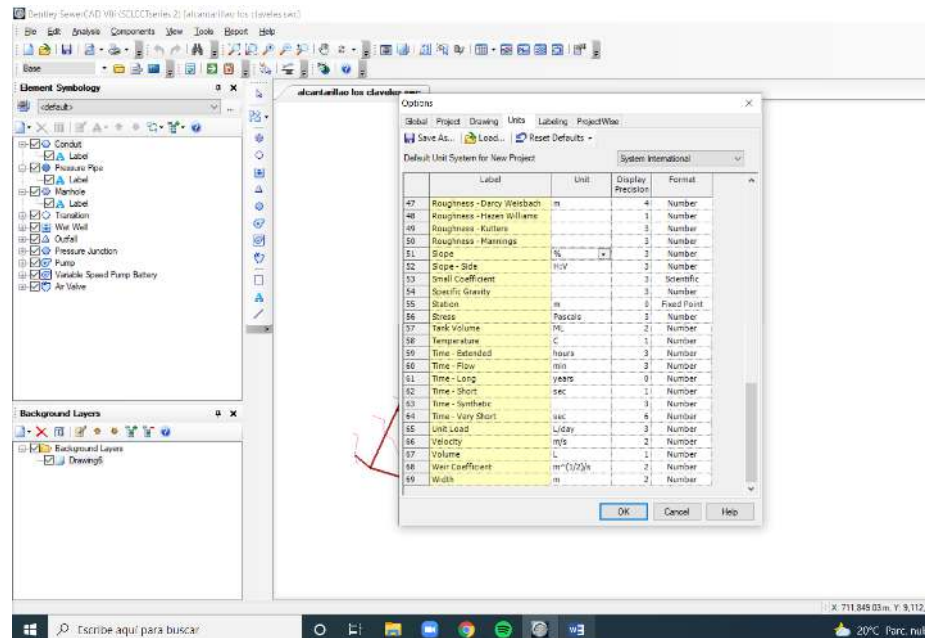 Bentley SewerCAD V8i (SELECTseries 2) [alcantarillao los claveles.swc]
File Edit Analysis Components View Tools Report Help
Base
Element Symbology
<default>
Conduit
Label
Pressure Pipe
Label
Manhole
Label
Transition
Wet Well
Outfall
Pressure Junction
Pump
Variable Speed Pump Battery
Air Valve
Background Layers
Background Layers
Drawing6
alcantarillao los claveles.swc
Options
Global Project Drawing Units Labeling ProjectWise
Save As... Load... Reset Defaults
Default Unit System for New Project System International
Label Unit Display Precision Format
47 Roughness - Darcy Weisbach m 4 Number
48 Roughness - Hazen Williams 1 Number
49 Roughness - Kutters 3 Number
50 Roughness - Mannings 3 Number
51 Slope % 3 Number
52 Slope - Side H:V 3 Number
53 Small Coefficient 3 Scientific
54 Specific Gravity 3 Number
55 Station m 0 Fixed Point
56 Stress Pascals 3 Number
57 Tank Volume ML 2 Number
58 Temperature C 1 Number
59 Time - Extended hours 3 Number
60 Time - Flow min 3 Number
61 Time - Long years 0 Number
62 Time - Short sec 1 Number
63 Time - Synthetic 3 Number
64 Time - Very Short sec 6 Number
65 Unit Load L/day 3 Number
66 Velocity m/s 2 Number
67 Volume L 1 Number
68 Weir Coefficient m^(1/2)/s 2 Number
69 Width m 2 Number
OK Cancel Help
X: 711,849.03 m, Y: 9,112,
Escribe aquí para buscar
20°C Parc. nub